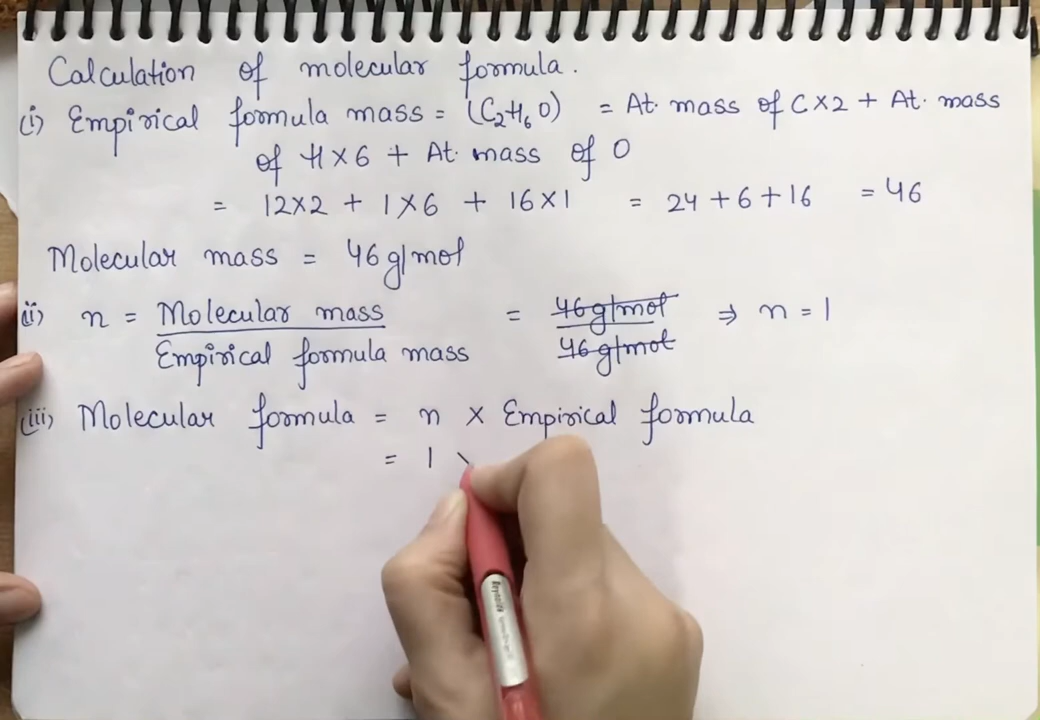 Calculation of molecular formula.
(i) Empirical formula mass = (C₂H₆O) = At. mass of C×2 + At. mass
of H×6 + At. mass of O
= 12×2 + 1×6 + 16×1 = 24+6+16 = 46
Molecular mass = 46 g/mol
(ii) n = Molecular mass / Empirical formula mass = 46 g/mol / 46 g/mol ⇒ n = 1
(iii) Molecular formula = n × Empirical formula
= 1
Reynolds